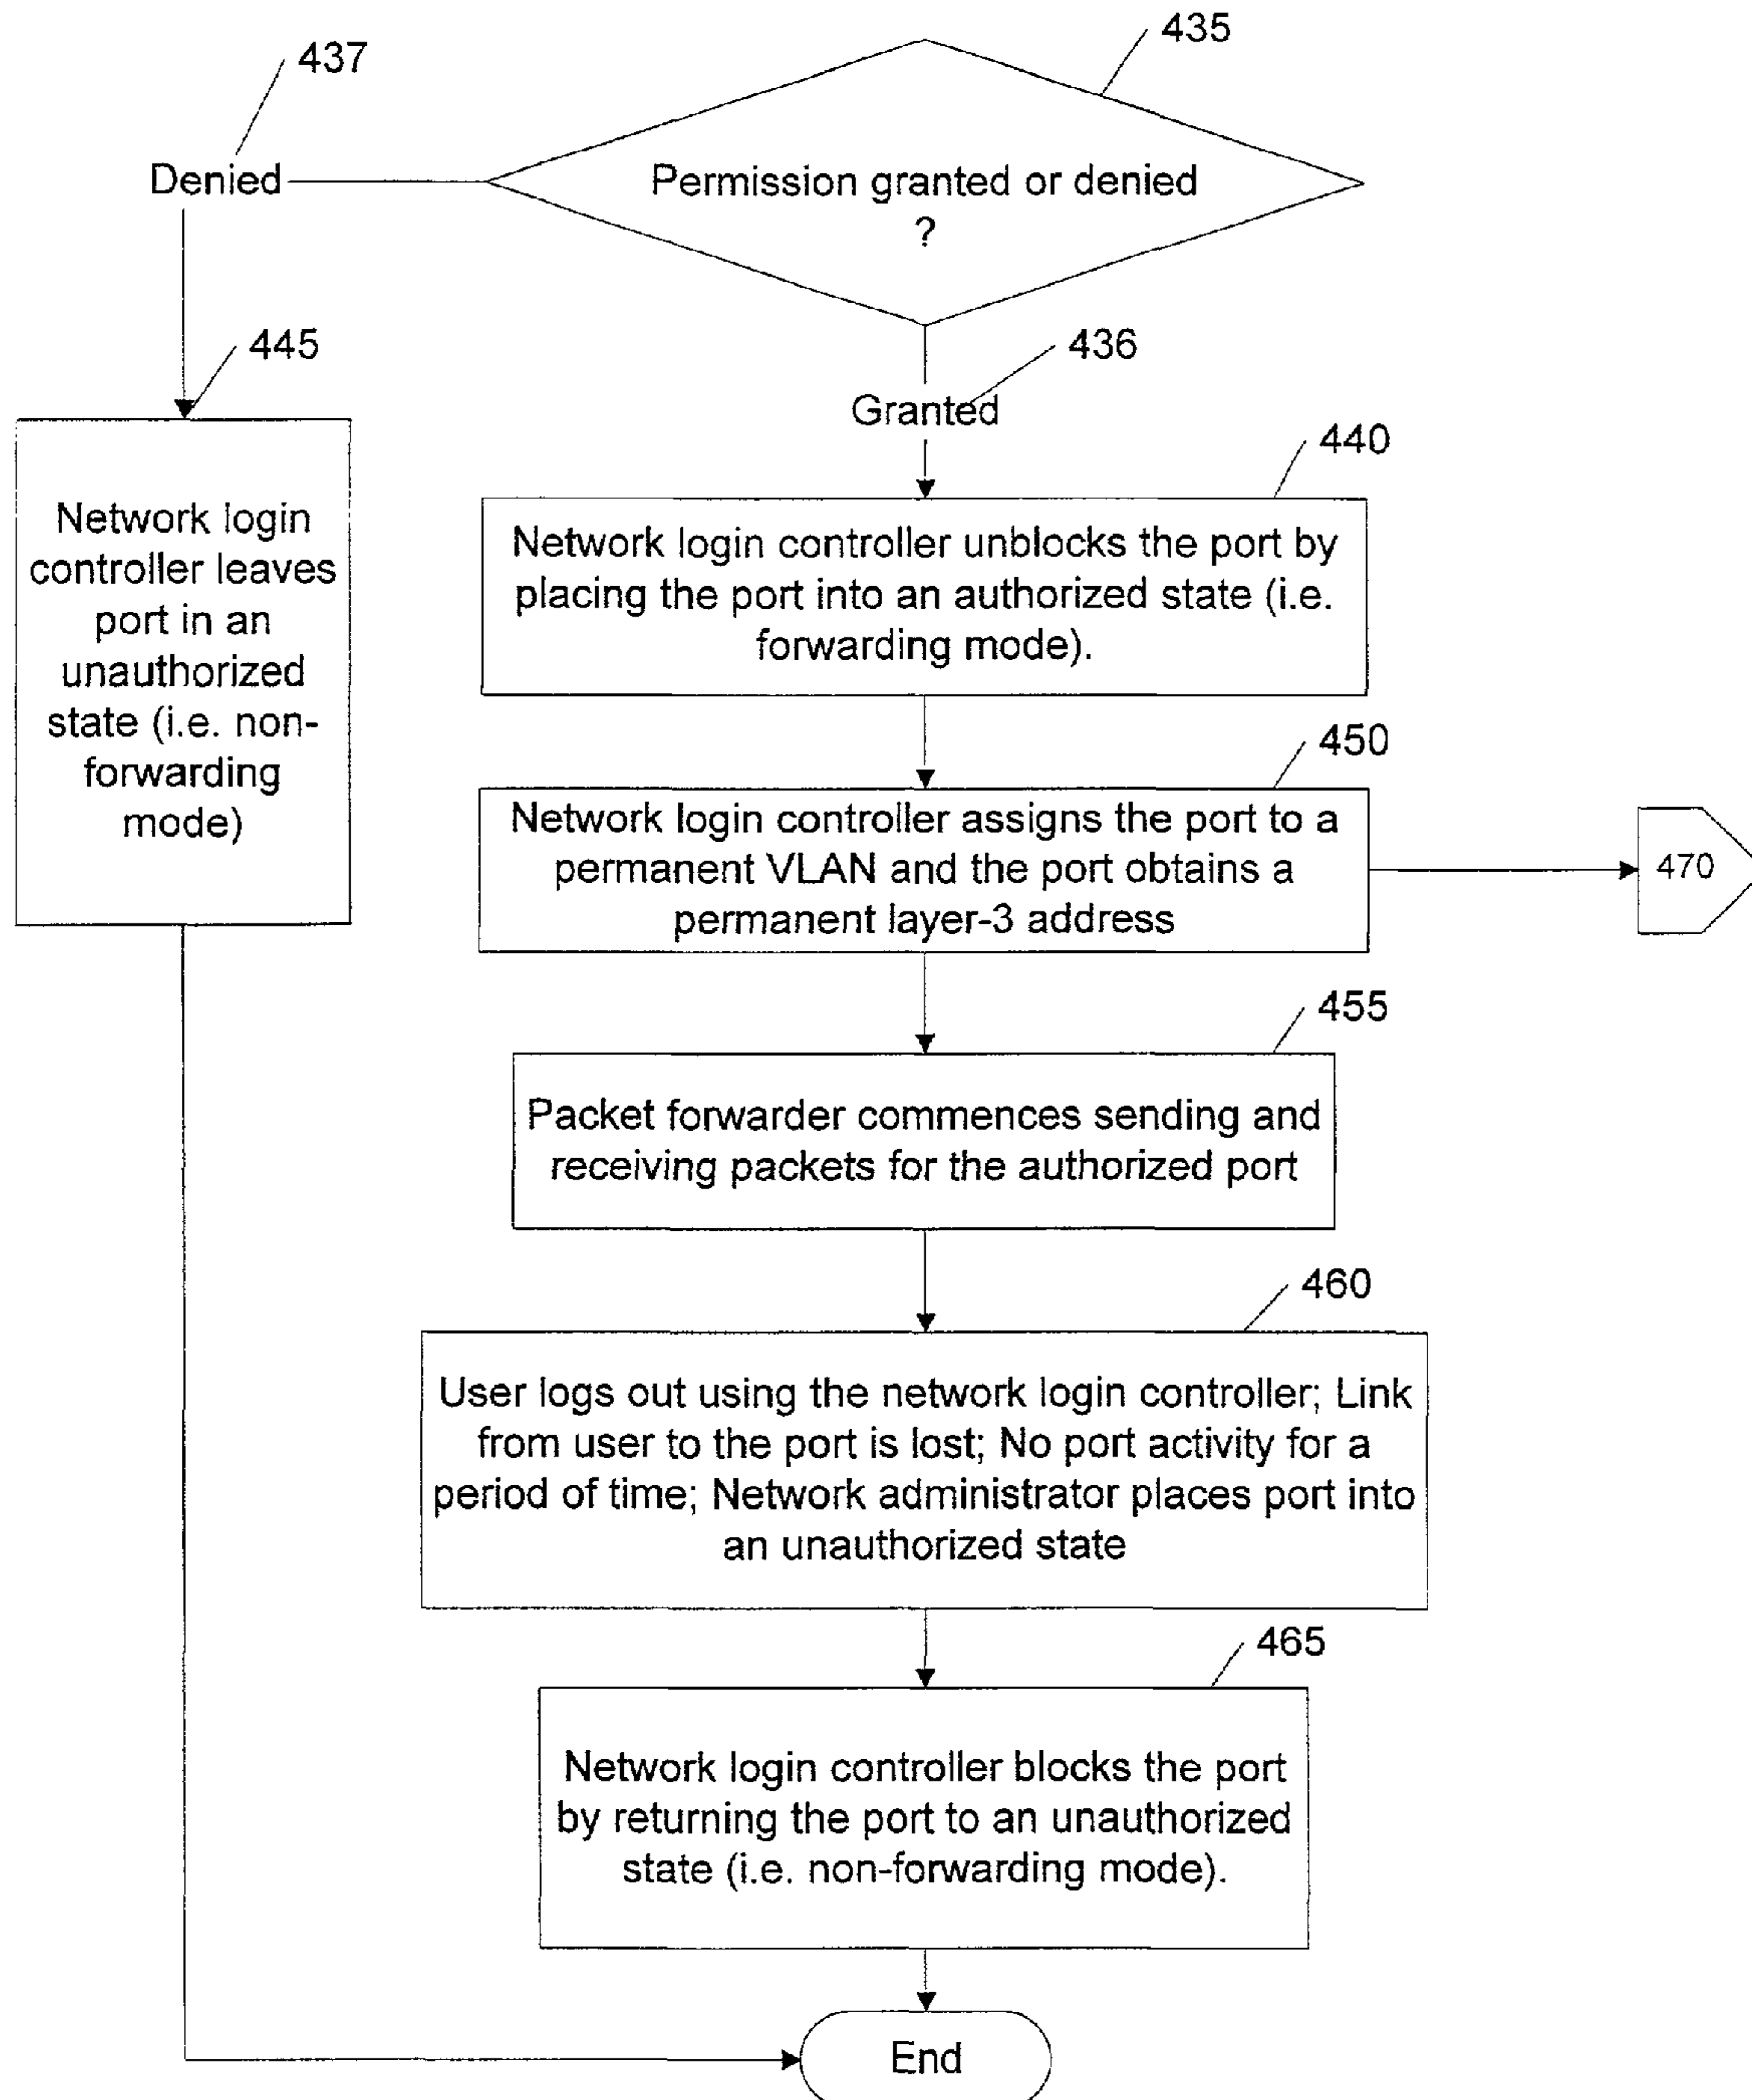 435
437
Denied
Permission granted or denied
?
445
436
Granted
440
Network login
controller leaves
port in an
unauthorized
state (i.e. non-
forwarding
mode)
Network login controller unblocks the port by
placing the port into an authorized state (i.e.
forwarding mode).
450
Network login controller assigns the port to a
permanent VLAN and the port obtains a
permanent layer-3 address
470
455
Packet forwarder commences sending and
receiving packets for the authorized port
460
User logs out using the network login controller; Link
from user to the port is lost; No port activity for a
period of time; Network administrator places port into
an unauthorized state
465
Network login controller blocks the port
by returning the port to an unauthorized
state (i.e. non-forwarding mode).
End